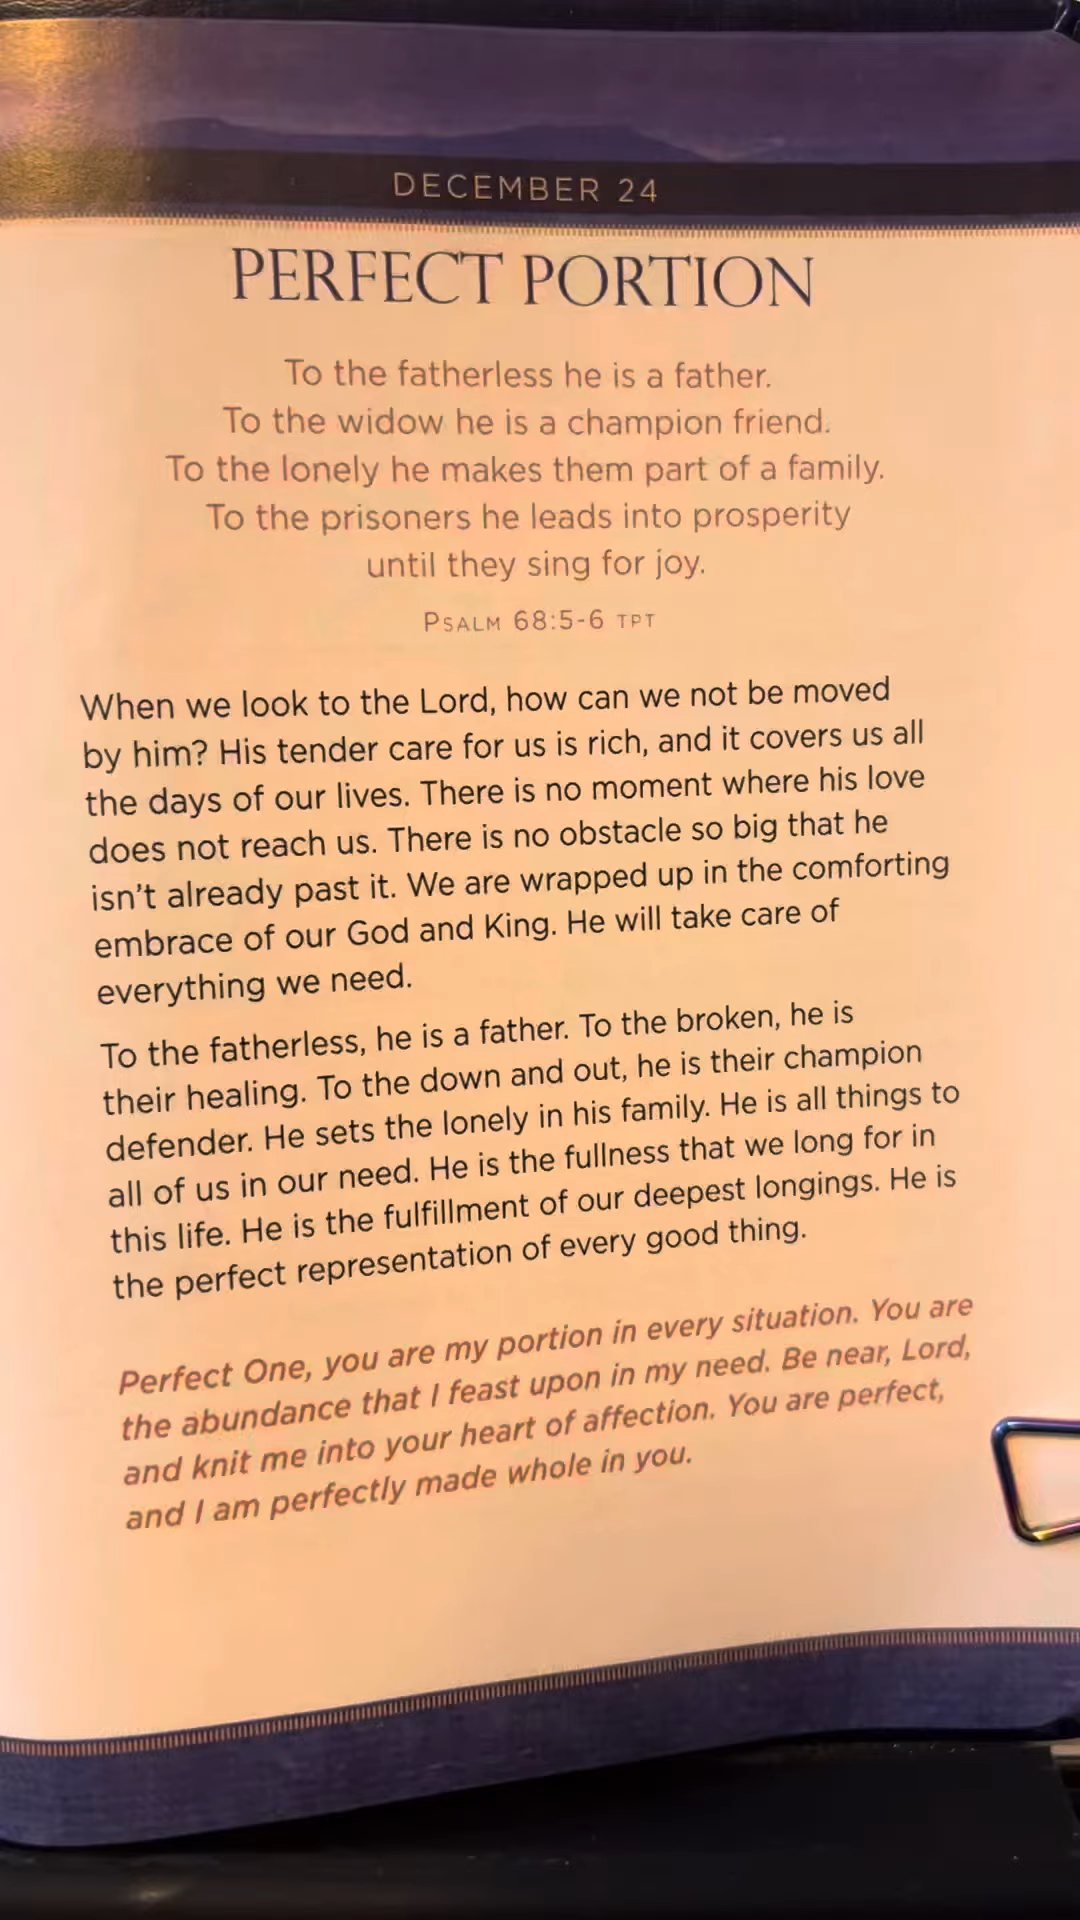 DECEMBER 24
PERFECT PORTION
To the fatherless he is a father.
To the widow he is a champion friend.
To the lonely he makes them part of a family.
To the prisoners he leads into prosperity
until they sing for joy.
PSALM 68:5-6 TPT
When we look to the Lord, how can we not be moved
by him? His tender care for us is rich, and it covers us all
the days of our lives. There is no moment where his love
does not reach us. There is no obstacle so big that he
isn't already past it. We are wrapped up in the comforting
embrace of our God and King. He will take care of
everything we need.
To the fatherless, he is a father. To the broken, he is
their healing. To the down and out, he is their champion
defender. He sets the lonely in his family. He is all things to
all of us in our need. He is the fullness that we long for in
this life. He is the fulfillment of our deepest longings. He is
the perfect representation of every good thing.
Perfect One, you are my portion in every situation. You are
the abundance that I feast upon in my need. Be near, Lord,
and knit me into your heart of affection. You are perfect,
and I am perfectly made whole in you.